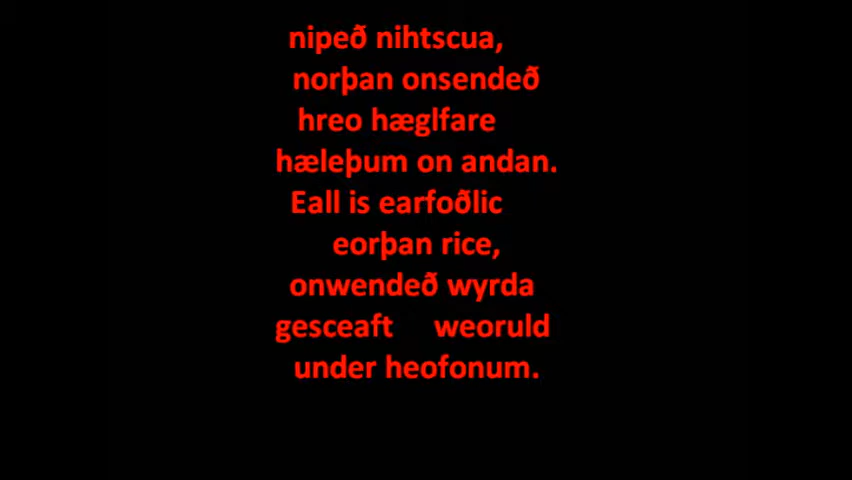 nipeð nihtscua,
norþan onsendeð
hreo hæglfare
hæleþum on andan.
Eall is earfoðlic
eorþan rice,
onwendeð wyrda
gesceaft weoruld
under heofonum.